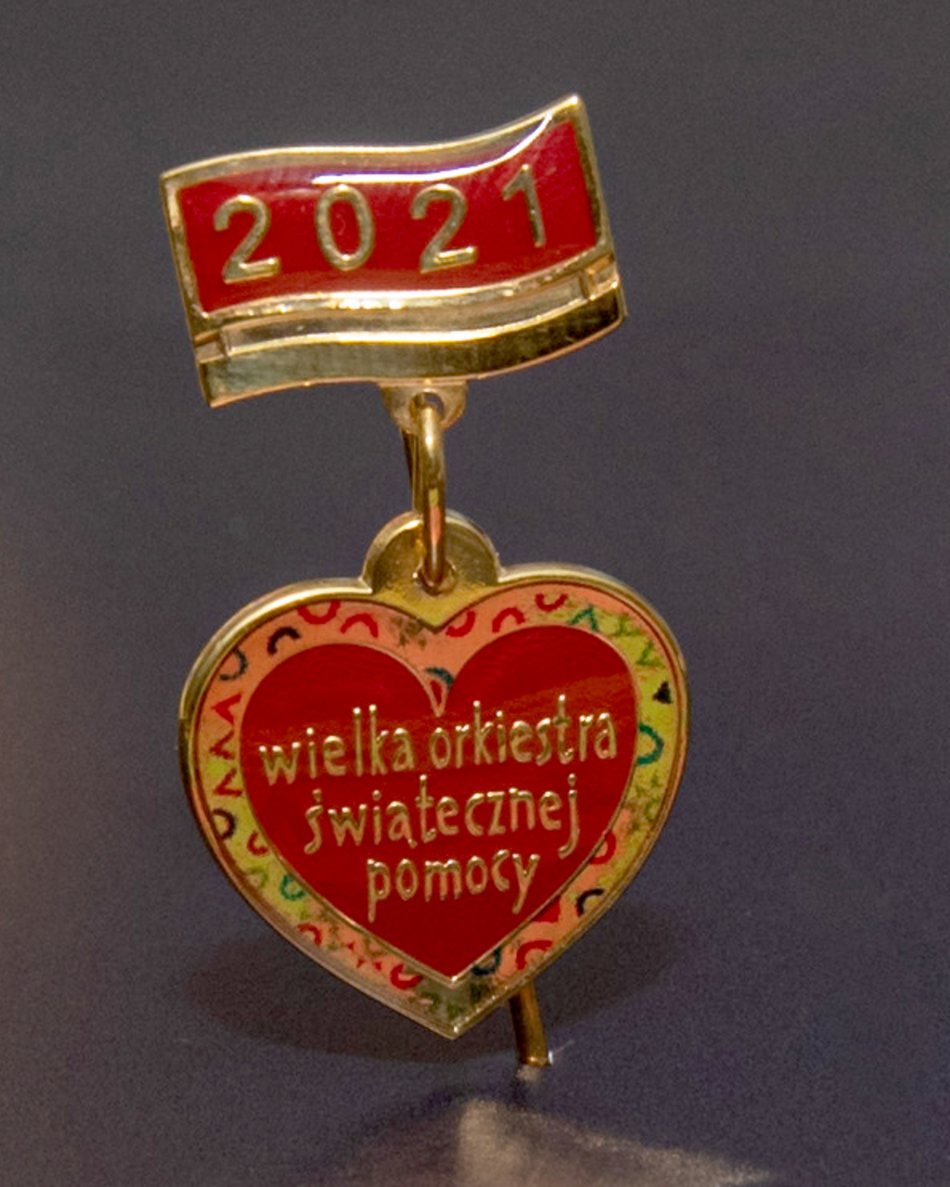 2021
wielka orkiestra
świątecznej
pomocy